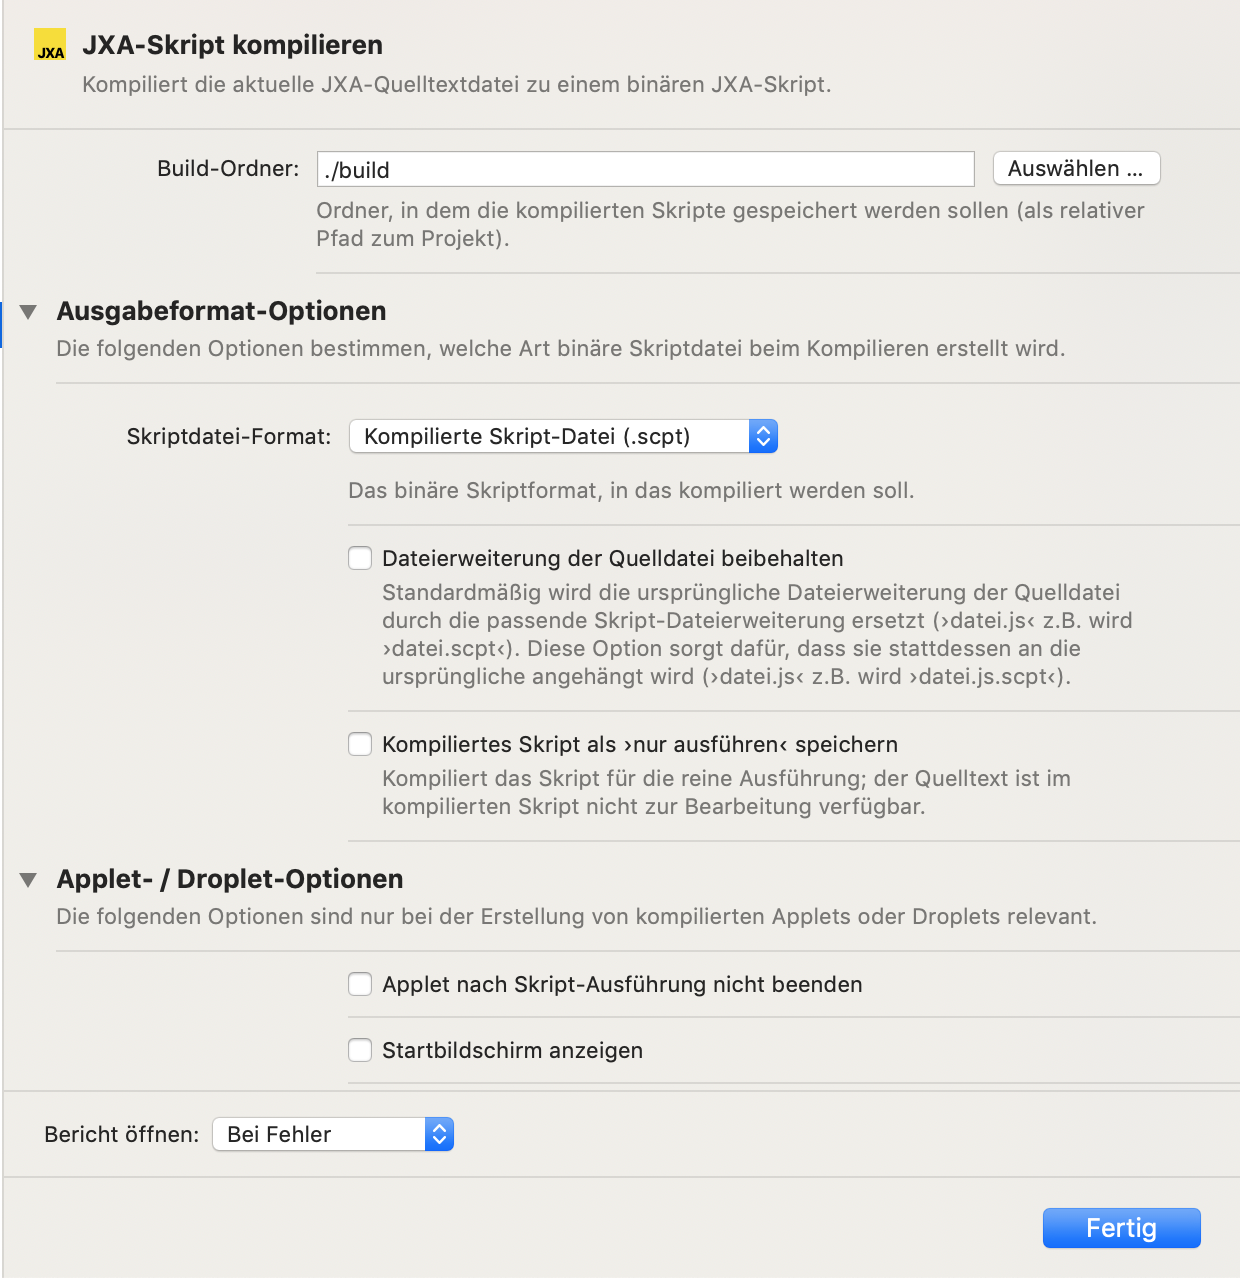 JXA
JXA-Skript kompilieren
Kompiliert die aktuelle JXA-Quelltextdatei zu einem binären JXA-Skript.
Build-Ordner:
./build
Auswählen ...
Ordner, in dem die kompilierten Skripte gespeichert werden sollen (als relativer
Pfad zum Projekt).
Ausgabeformat-Optionen
Die folgenden Optionen bestimmen, welche Art binäre Skriptdatei beim Kompilieren erstellt wird.
Skriptdatei-Format:
Kompilierte Skript-Datei (.scpt)
Das binäre Skriptformat, in das kompiliert werden soll.
Dateierweiterung der Quelldatei beibehalten
Standardmäßig wird die ursprüngliche Dateierweiterung der Quelldatei
durch die passende Skript-Dateierweiterung ersetzt (›datei.js‹ z.B. wird
›datei.scpt‹). Diese Option sorgt dafür, dass sie stattdessen an die
ursprüngliche angehängt wird (›datei.js‹ z.B. wird ›datei.js.scpt‹).
Kompiliertes Skript als ›nur ausführen‹ speichern
Kompiliert das Skript für die reine Ausführung; der Quelltext ist im
kompilierten Skript nicht zur Bearbeitung verfügbar.
Applet- / Droplet-Optionen
Die folgenden Optionen sind nur bei der Erstellung von kompilierten Applets oder Droplets relevant.
Applet nach Skript-Ausführung nicht beenden
Startbildschirm anzeigen
Bericht öffnen:
Bei Fehler
Fertig